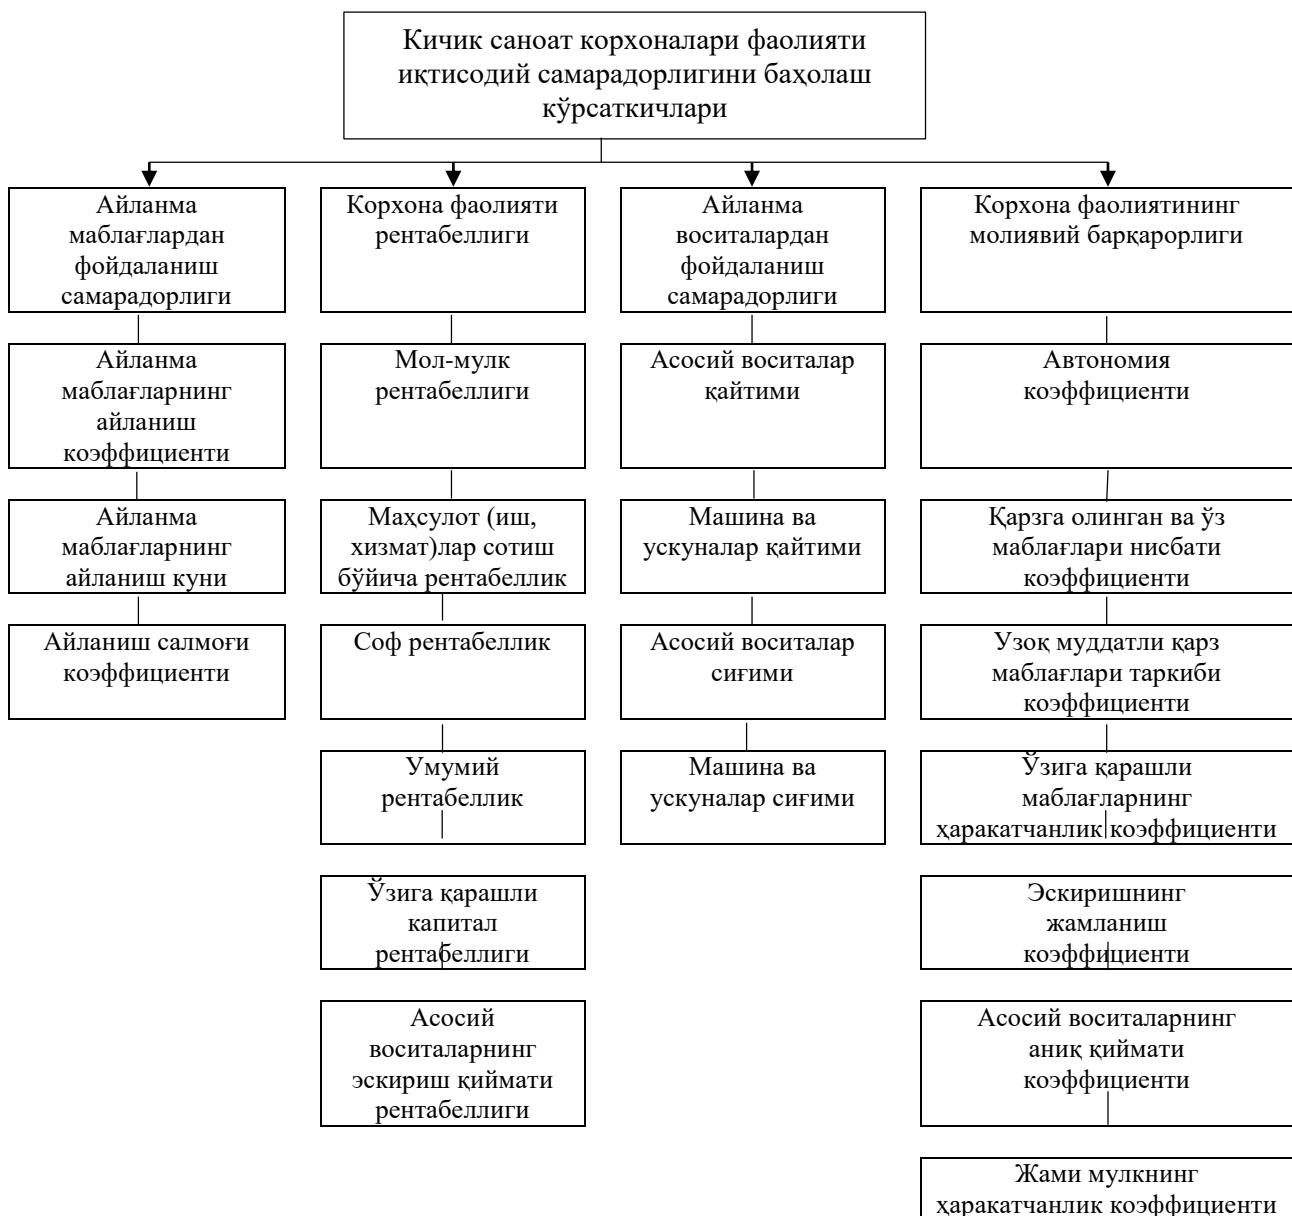 Кичик саноат корхоналари фаолияти
иқтисодий самарадорлигини баҳолаш
кўрсаткичлари
Айланма
маблағлардан
фойдаланиш
самарадорлиги
Айланма
маблағларнинг
айланиш
коэффициенти
Айланма
маблағларнинг
айланиш куни
Айланиш салмоғи
коэффициенти
Корхона фаолияти
рентабеллиги
Мол-мулк
рентабеллиги
Маҳсулот (иш,
хизмат)лар сотиш
бўйича рентабеллик
Соф рентабеллик
Умумий
рентабеллик
Ўзига қарашли
капитал
рентабеллиги
Асосий
воситаларнинг
эскириш қиймати
рентабеллиги
Айланма
воситалардан
фойдаланиш
самарадорлиги
Асосий воситалар
қайтими
Машина ва
ускуналар қайтими
Асосий воситалар
сиғими
Машина ва
ускуналар сиғими
Корхона фаолиятининг
молиявий барқарорлиги
Автономия
коэффициенти
Қарзга олинган ва ўз
маблағлари нисбати
коэффициенти
Узоқ муддатли қарз
маблағлари таркиби
коэффициенти
Ўзига қарашли
маблағларнинг
ҳаракатчанлик коэффициенти
Эскиришнинг
жамланиш
коэффициенти
Асосий воситаларнинг
аниқ қиймати
коэффициенти
Жами мулкнинг
ҳаракатчанлик коэффициенти